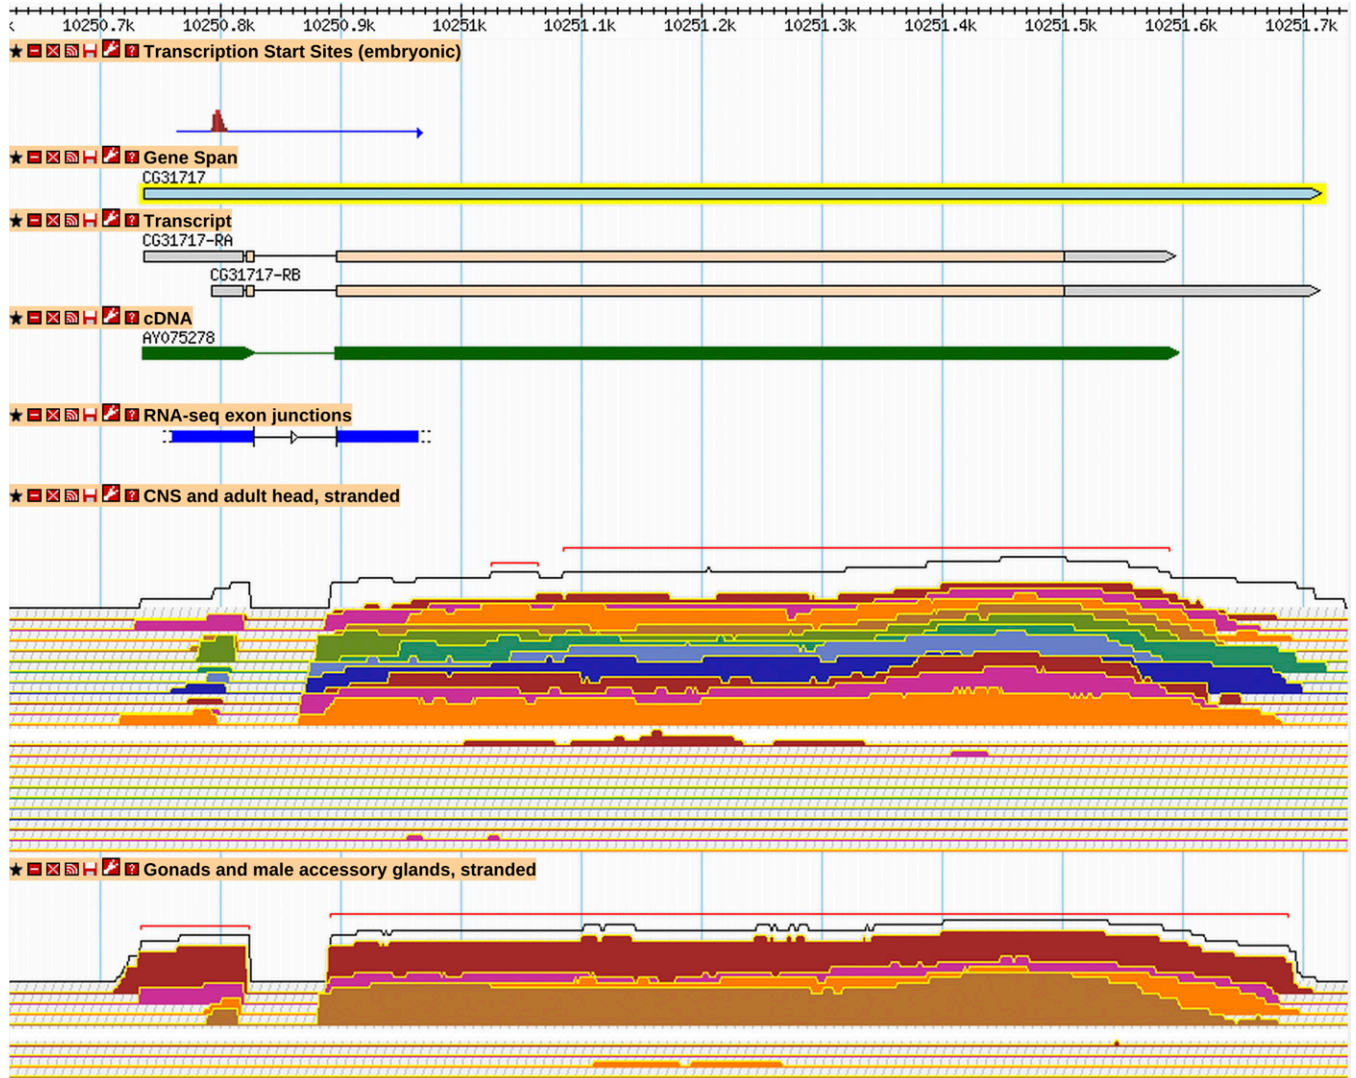 k 10250.7k 10250.8k 10250.9k 10251k 10251.1k 10251.2k 10251.3k 10251.4k 10251.5k 10251.6k 10251.7k
Transcription Start Sites (embryonic)
Gene Span
CG31717
Transcript
CG31717-RA
CG31717-RB
cDNA
AY075278
RNA-seq exon junctions
CNS and adult head, stranded
Gonads and male accessory glands, stranded